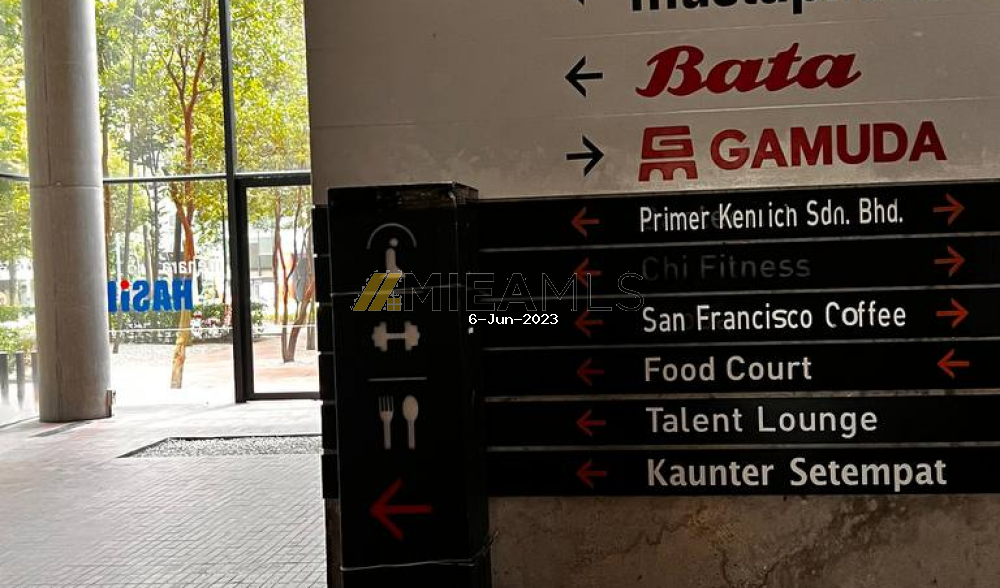 Bata
GAMUDA
Primer Kenrich Sdn. Bhd.
Chi Fitness
San Francisco Coffee
Food Court
Talent Lounge
Kaunter Setempat
HASiL
MIEAMLS
6-Jun-2023